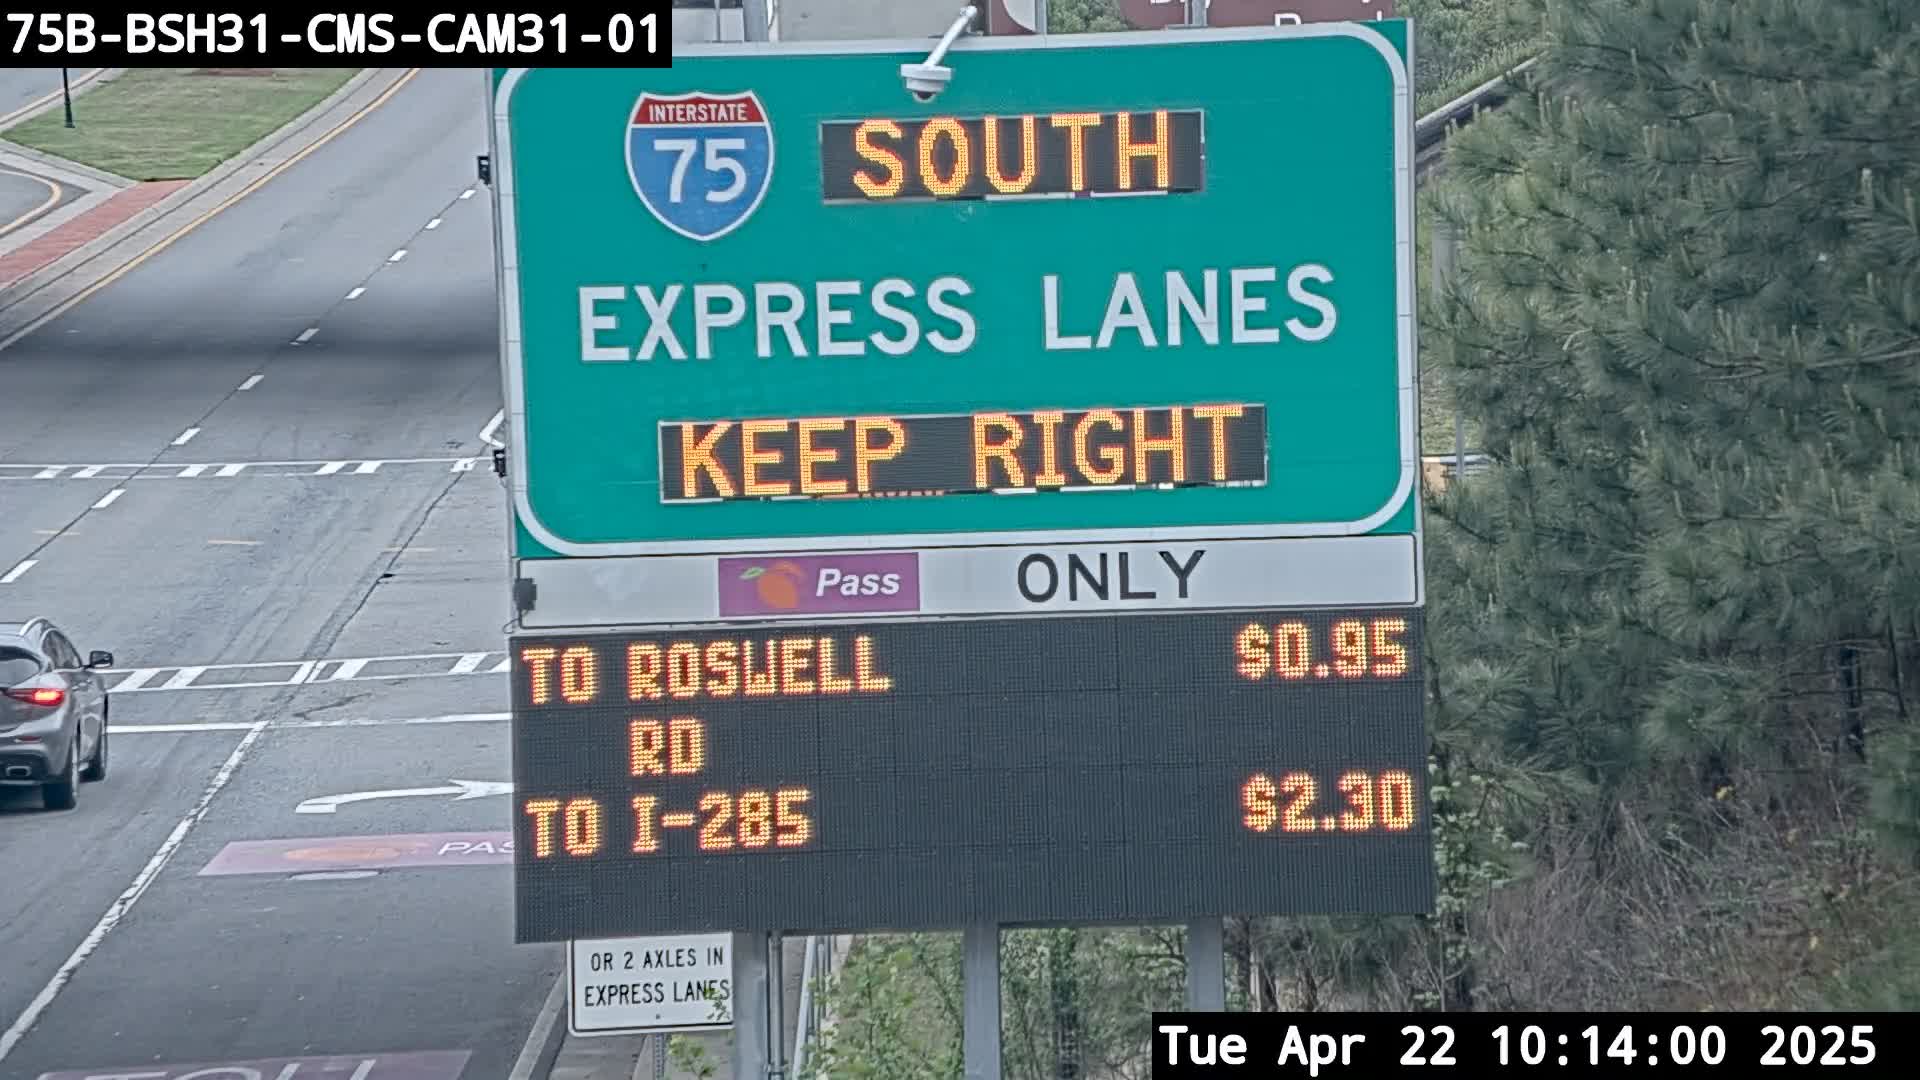 75B-BSH31-CMS-CAM31-01
INTERSTATE
75
SOUTH
EXPRESS LANES
KEEP RIGHT
Pass ONLY
TO ROSWELL $0.95
RD
TO I-285 $2.30
OR 2 AXLES IN
EXPRESS LANES
Tue Apr 22 10:14:00 2025